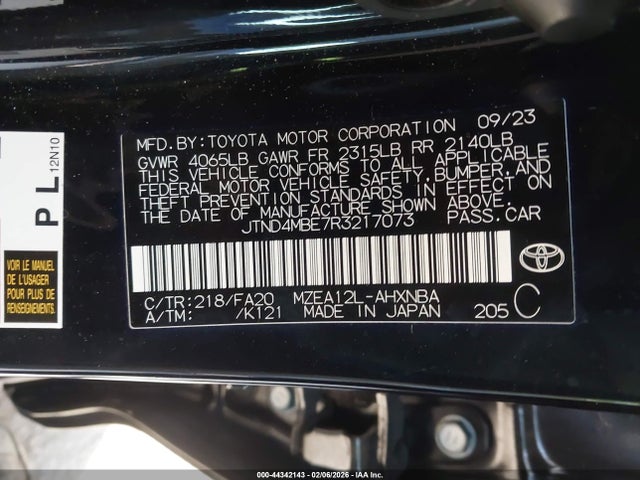 MFD.BY:TOYOTA MOTOR CORPORATION 09/23
GVWR 4065LB GAWR FR 2315LB RR 2140LB
THIS VEHICLE CONFORMS TO ALL APPLICABLE
FEDERAL MOTOR VEHICLE SAFETY,BUMPER,AND
THEFT PREVENTION STANDARDS IN EFFECT ON
THE DATE OF MANUFACTURE SHOWN ABOVE.
JTND4MBE7R3217073 PASS.CAR
C/TR:218/FA20 MZEA12L-AHXNBA
A/TM: /K121 MADE IN JAPAN 205 C
P L
12N10
VOIR LE MANUEL
DE L'USAGER
POUR PLUS DE
RENSEIGNEMENTS.
000-44342143 | 02/06/2026 - IAA Inc.